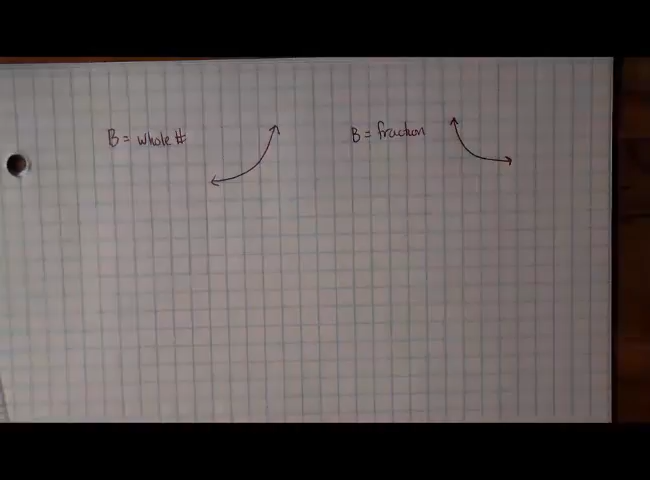 B = whole #
B = fraction